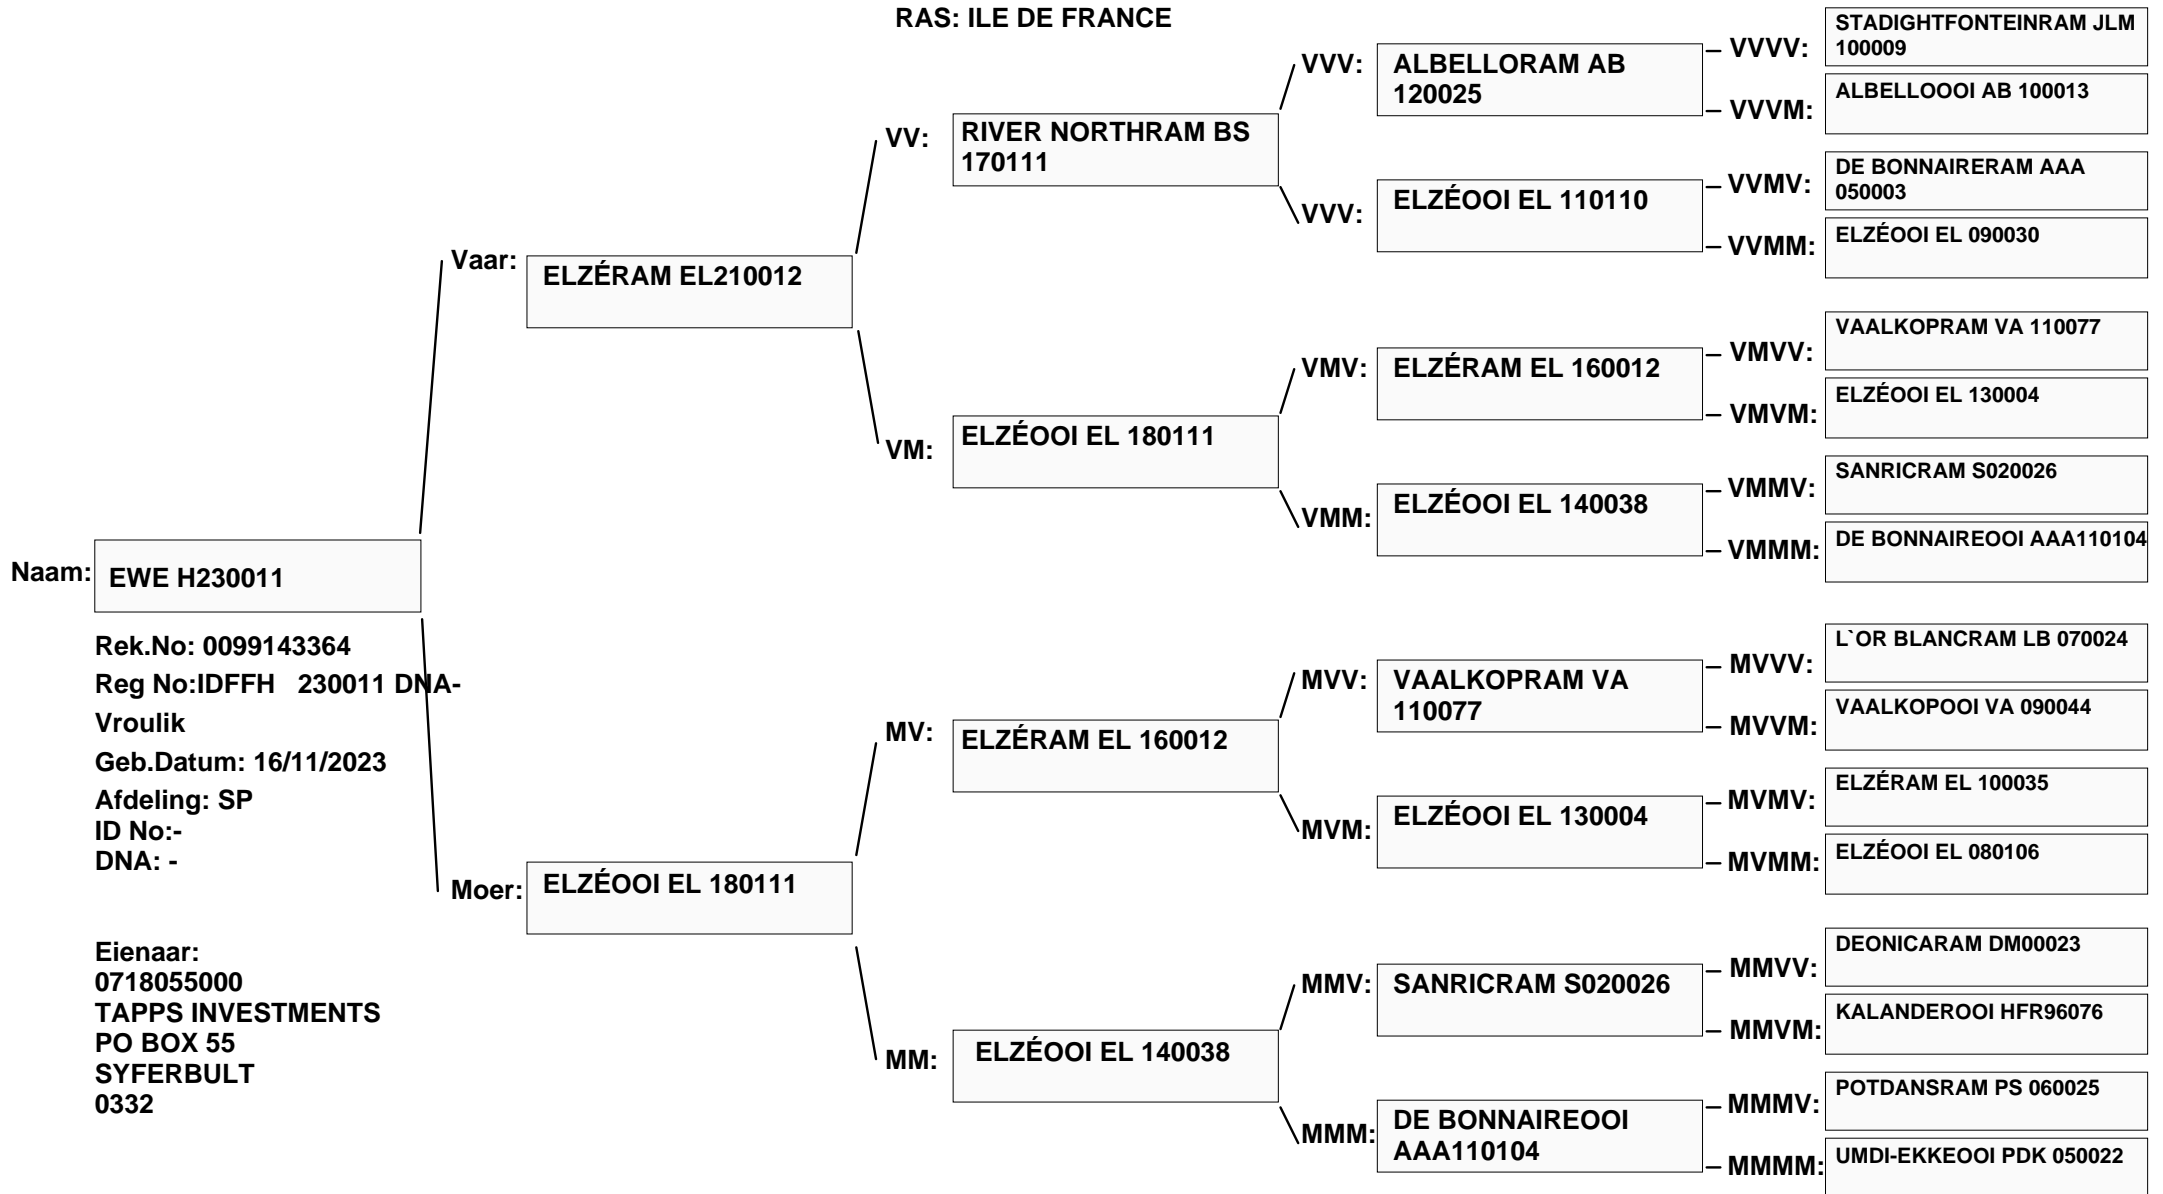 RAS: ILE DE FRANCE
Naam:
EWE H230011
Rek.No: 0099143364
Reg No:IDFFH 230011 DNA-
Vroulik
Geb.Datum: 16/11/2023
Afdeling: SP
ID No:-
DNA: -
Eienaar:
0718055000
TAPPS INVESTMENTS
PO BOX 55
SYFERBULT
0332
Vaar:
ELZÉRAM EL210012
Moer:
ELZÉOOI EL 180111
VV:
RIVER NORTHRAM BS
170111
VM:
ELZÉOOI EL 180111
MV:
ELZÉRAM EL 160012
MM:
ELZÉOOI EL 140038
VVV:
ALBELLORAM AB
120025
VVV:
ELZÉOOI EL 110110
VMV:
ELZÉRAM EL 160012
VMM:
ELZÉOOI EL 140038
MVV:
VAALKOPRAM VA
110077
MVM:
ELZÉOOI EL 130004
MMV:
SANRICRAM S020026
MMM:
DE BONNAIREOOI
AAA110104
VVVV:
STADIGHTFONTEINRAM JLM
100009
VVVM:
ALBELLOOOI AB 100013
VVMV:
DE BONNAIRERAM AAA
050003
VVMM:
ELZÉOOI EL 090030
VMVV:
VAALKOPRAM VA 110077
VMVM:
ELZÉOOI EL 130004
VMMV:
SANRICRAM S020026
VMMM:
DE BONNAIREOOI AAA110104
MVVV:
L`OR BLANCRAM LB 070024
MVVM:
VAALKOPOOI VA 090044
MVMV:
ELZÉRAM EL 100035
MVMM:
ELZÉOOI EL 080106
MMVV:
DEONICARAM DM00023
MMVM:
KALANDEROOI HFR96076
MMMV:
POTDANSRAM PS 060025
MMMM:
UMDI-EKKEOOI PDK 050022